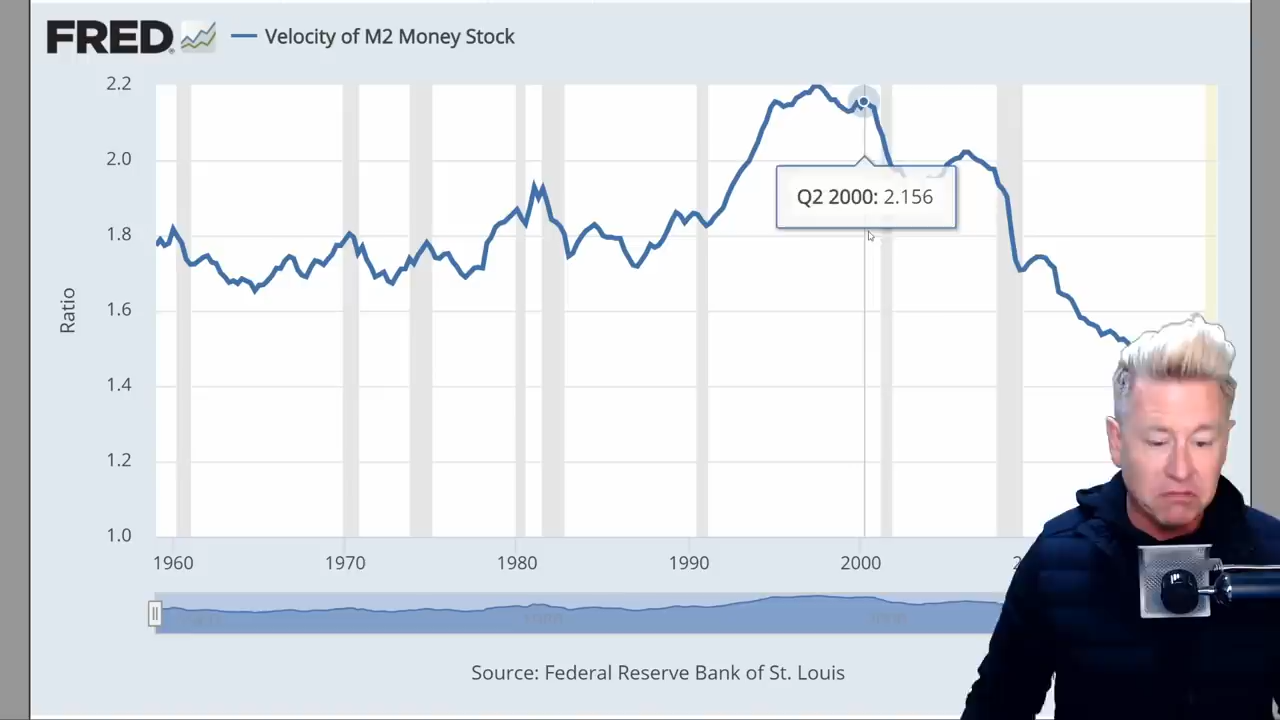 FRED
Velocity of M2 Money Stock
2.2
2.0
1.8
1.6
1.4
1.2
1.0
Ratio
Q2 2000: 2.156
1960
1970
1980
1990
2000
Source: Federal Reserve Bank of St. Louis